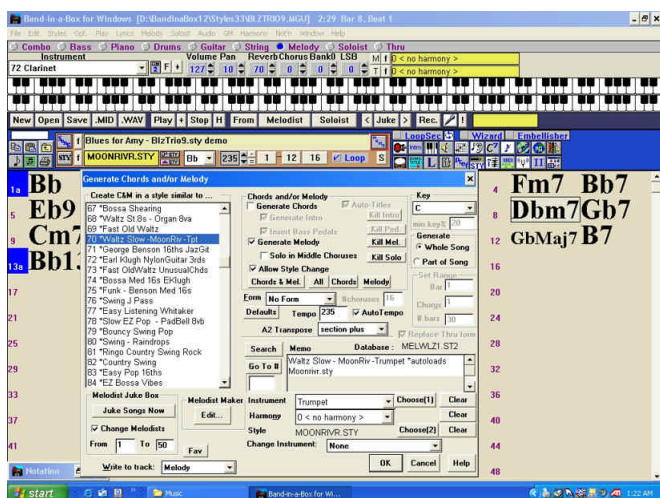 Band-in-a-Box for Windows [D:\BandinaBox12\Styles33\BLZTRIO9.MGU] 2:29 Bar 8, Beat 1
Combo Bass Piano Drums Guitar String Melody Soloist Thru
Instrument Volume Pan Reverb Chorus Bank0 LSB
M f 0 < no harmony >
72 Clarinet F + 127 10 70 0 0 0 T f 0 < no harmony >
New Open Save .MID .WAV Play + Stop H From Melodist Soloist < Juke > Rec. !
f Blues for Amy - BlzTrio9.sty demo
LoopSec Wizard Embellisher
STY f MOONRIVR.STY Bb 235 1 - 12 16 Loop S
1a Bb
5 Eb9
9 Cm7
13a Bb13
17
21
25
29
33
37
41
4 Fm7 Bb7
8 Dbm7 Gb7
12 GbMaj7 B7
16
20
24
28
32
36
40
44
48
Generate Chords and/or Melody
Create C&M in a style similar to ...
67 *Bossa Shearing
68 *Waltz St.8s - Organ 8va
69 *Fast Old Waltz
70 *Waltz Slow -MoonRiv-Tpt
71 *George Benson 16ths JazGit
72 *Earl Klugh NylonGuitar 3rds
73 *Fast OldWaltz UnusualChds
74 *Bossa Med 16s EKlugh
75 *Funk - Benson Med 16s
76 *Swing J Pass
77 *Easy Listening Whitaker
78 *Slow EZ Pop - PadBell 8vb
79 *Bouncy Swing Pop
80 *Swing - Raindrops
81 *Ringo Country Swing Rock
82 *Country Swing
83 *Easy Pop 16ths
84 *EZ Bossa Vibes
Melodist Juke Box
Juke Songs Now
Change Melodists
From 1 To 50
Melodist Maker
Edit...
Fav
Write to track: Melody
Chords and/or Melody
Generate Chords
Auto-Titles
Generate Intro
Kill Intro
Insert Bass Pedals
Kill Ped.
Generate Melody
Kill Mel.
Solo in Middle Choruses
Kill Solo
Allow Style Change
Chords & Mel. All Chords Melody
Form No Form #choruses 16
Defaults Tempo 235 AutoTempo
A2 Transpose section plus
Key
C
min.key% 20
Generate
Whole Song
Part of Song
Set Range
Bar 1
Chorus 1
# bars 30
Replace Thru form
Search Memo Database : MELWLZ1.ST2
Go To #
Waltz Slow - MoonRiv-Trumpet *autoloads
Moonrivr.sty
Instrument Trumpet Choose(1) Clear
Harmony 0 < no harmony > Clear
Style MOONRIVR.STY Choose(2) Clear
Change Instrument: None
OK Cancel Help
Notation
start Music Band-in-a-Box for Wi... 1:22 AM